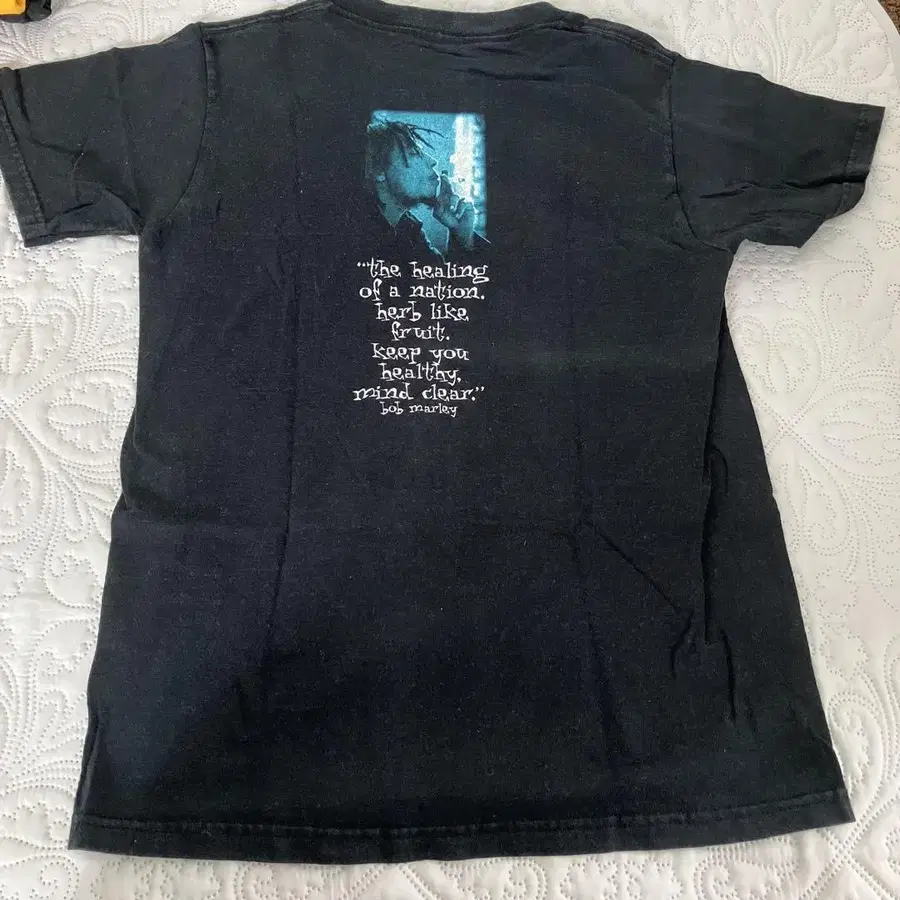 "the healing
of a nation.
herb like
fruit.
keep you
healthy,
mind clear."
bob marley